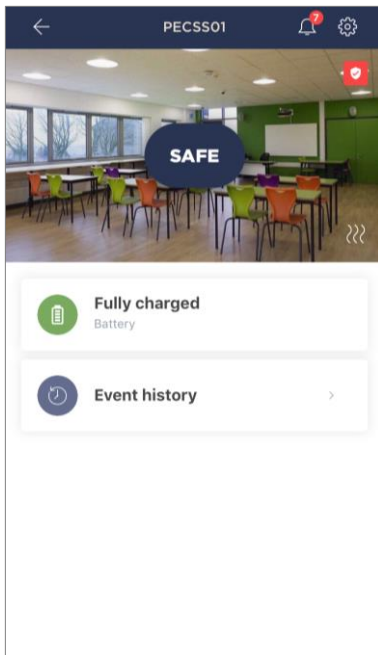 PECSS01
7
SAFE
Fully charged
Battery
Event history